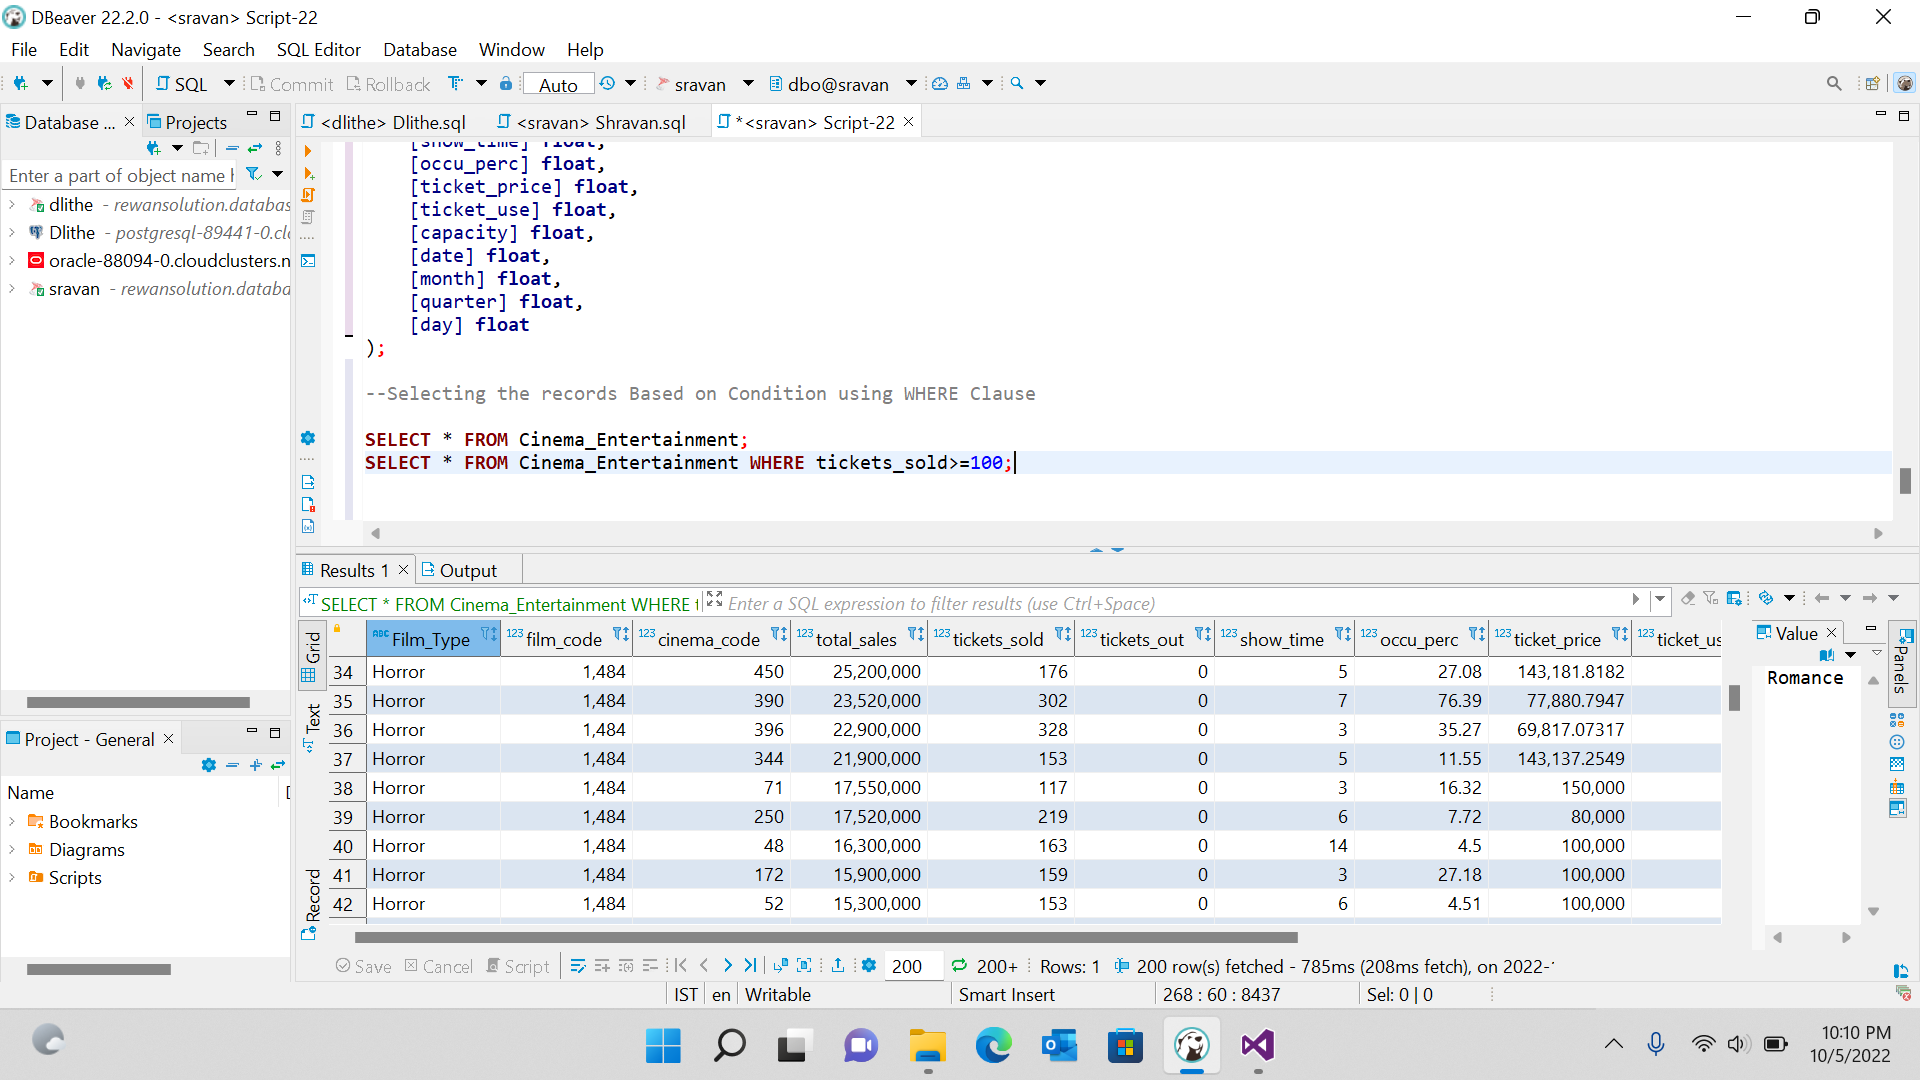 DBeaver 22.2.0 - <sravan> Script-22
File Edit Navigate Search SQL Editor Database Window Help
SQL Commit Rollback Auto sravan dbo@sravan
Database ... Projects
<dlithe> Dlithe.sql <sravan> Shravan.sql *<sravan> Script-22
Enter a part of object name h
dlithe - rewansolution.databas
Dlithe - postgresql-89441-0.clo
oracle-88094-0.cloudclusters.n
sravan - rewansolution.databa
[show_time] float,
[occu_perc] float,
[ticket_price] float,
[ticket_use] float,
[capacity] float,
[date] float,
[month] float,
[quarter] float,
[day] float
);
--Selecting the records Based on Condition using WHERE Clause
SELECT * FROM Cinema_Entertainment;
SELECT * FROM Cinema_Entertainment WHERE tickets_sold>=100;
Project - General
Name
Bookmarks
Diagrams
Scripts
Results 1 Output
SELECT * FROM Cinema_Entertainment WHERE t Enter a SQL expression to filter results (use Ctrl+Space)
Grid
Text
Record
ABC Film_Type 123 film_code 123 cinema_code 123 total_sales 123 tickets_sold 123 tickets_out 123 show_time 123 occu_perc 123 ticket_price 123 ticket_us
34 Horror 1,484 450 25,200,000 176 0 5 27.08 143,181.8182
35 Horror 1,484 390 23,520,000 302 0 7 76.39 77,880.7947
36 Horror 1,484 396 22,900,000 328 0 3 35.27 69,817.07317
37 Horror 1,484 344 21,900,000 153 0 5 11.55 143,137.2549
38 Horror 1,484 71 17,550,000 117 0 3 16.32 150,000
39 Horror 1,484 250 17,520,000 219 0 6 7.72 80,000
40 Horror 1,484 48 16,300,000 163 0 14 4.5 100,000
41 Horror 1,484 172 15,900,000 159 0 3 27.18 100,000
42 Horror 1,484 52 15,300,000 153 0 6 4.51 100,000
Value
Romance
Panels
Save Cancel Script 200 200+ Rows: 1 200 row(s) fetched - 785ms (208ms fetch), on 2022-
IST en Writable Smart Insert 268 : 60 : 8437 Sel: 0 | 0
10:10 PM
10/5/2022